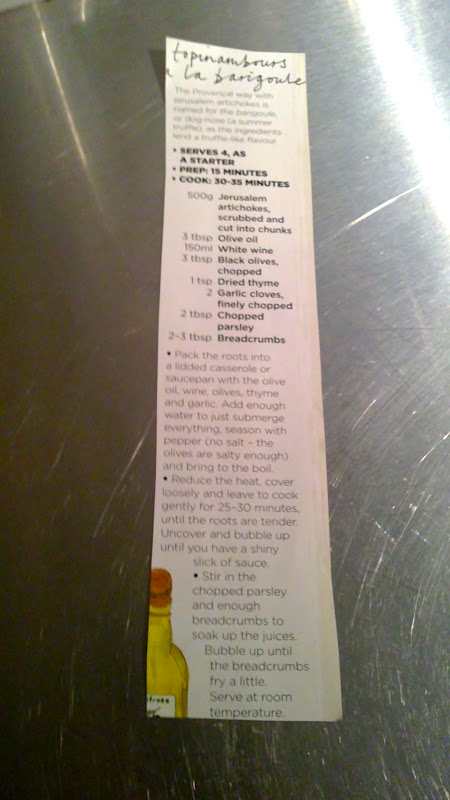 topinambours
à la barigoule
The Provençal way with
jerusalem artichokes is
named for the barigoule,
or dog-nose (a summer
truffle), as the ingredients
lend a truffle-like flavour.
• SERVES 4, AS
A STARTER
• PREP: 15 MINUTES
• COOK: 30-35 MINUTES
500g Jerusalem
artichokes,
scrubbed and
cut into chunks
3 tbsp Olive oil
150ml White wine
3 tbsp Black olives,
chopped
1 tsp Dried thyme
2 Garlic cloves,
finely chopped
2 tbsp Chopped
parsley
2–3 tbsp Breadcrumbs
• Pack the roots into
a lidded casserole or
saucepan with the olive
oil, wine, olives, thyme
and garlic. Add enough
water to just submerge
everything, season with
pepper (no salt – the
olives are salty enough)
and bring to the boil.
• Reduce the heat, cover
loosely and leave to cook
gently for 25–30 minutes,
until the roots are tender.
Uncover and bubble up
until you have a shiny
slick of sauce.
• Stir in the
chopped parsley
and enough
breadcrumbs to
soak up the juices.
Bubble up until
the breadcrumbs
fry a little.
Serve at room
temperature.